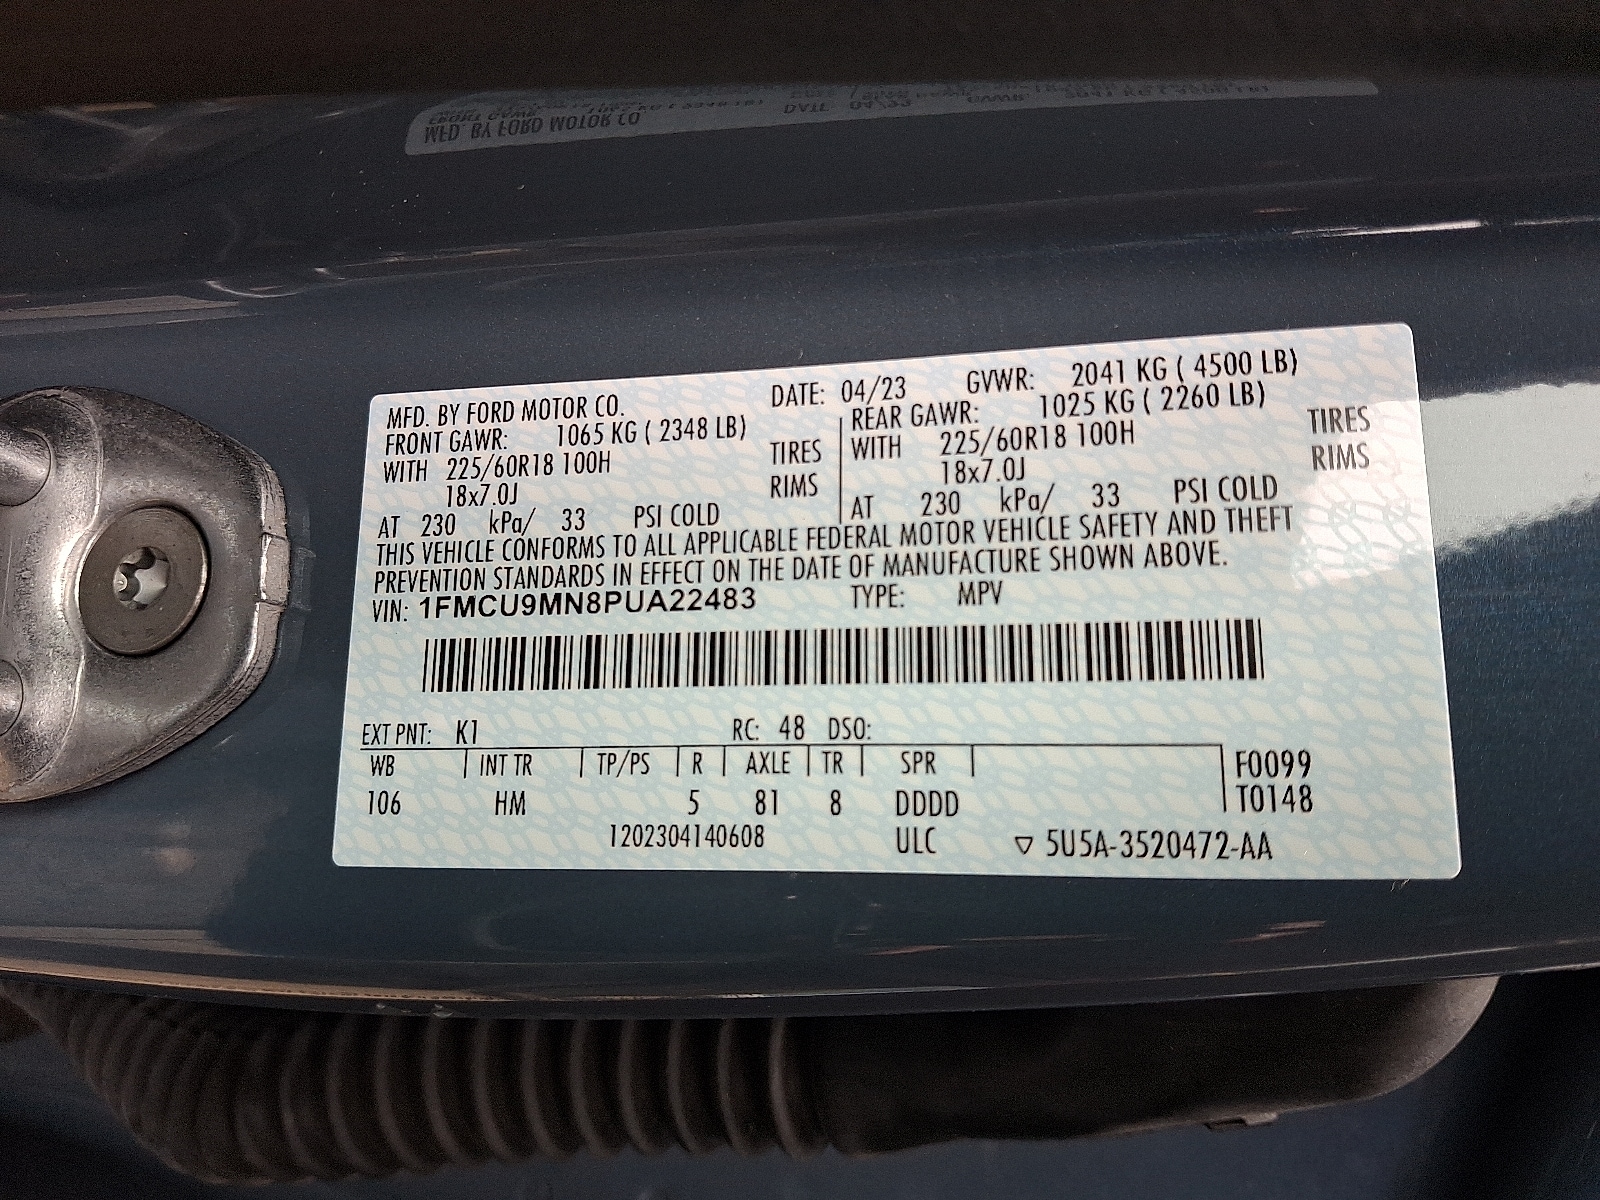 MFD. BY FORD MOTOR CO. DATE: 04/23 GVWR: 2041 KG ( 4500 LB)
FRONT GAWR: 1065 KG ( 2348 LB) REAR GAWR: 1025 KG ( 2260 LB)
WITH 225/60R18 100H TIRES WITH 225/60R18 100H TIRES
18x7.0J RIMS 18x7.0J RIMS
AT 230 kPa/ 33 PSI COLD AT 230 kPa/ 33 PSI COLD
THIS VEHICLE CONFORMS TO ALL APPLICABLE FEDERAL MOTOR VEHICLE SAFETY AND THEFT
PREVENTION STANDARDS IN EFFECT ON THE DATE OF MANUFACTURE SHOWN ABOVE.
VIN: 1FMCU9MN8PUA22483 TYPE: MPV
EXT PNT: K1 RC: 48 DSO:
WB INT TR TP/PS R AXLE TR SPR F0099
106 HM 5 81 8 DDDD T0148
1202304140608 ULC ▽ 5U5A-3520472-AA